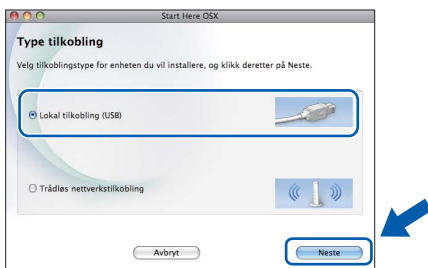 Start Here OSX
Type tilkobling
Velg tilkoblingstype for enheten du vil installere, og klikk deretter på Neste.
Lokal tilkobling (USB)
Trådløs nettverkstilkobling
Avbryt
Neste